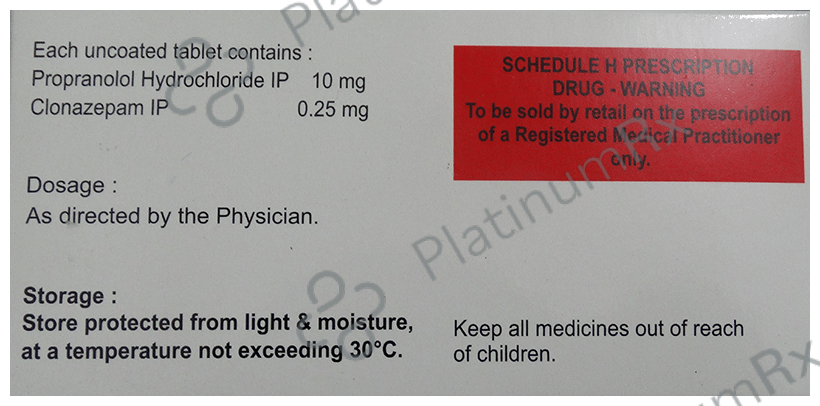 Each uncoated tablet contains :
Propranolol Hydrochloride IP 10 mg
Clonazepam IP 0.25 mg
SCHEDULE H PRESCRIPTION
DRUG - WARNING
To be sold by retail on the prescription
of a Registered Medical Practitioner
only.
Dosage :
As directed by the Physician.
Storage :
Store protected from light & moisture,
at a temperature not exceeding 30°C.
Keep all medicines out of reach
of children.
PlatinumRx
PlatinumRx
umRx